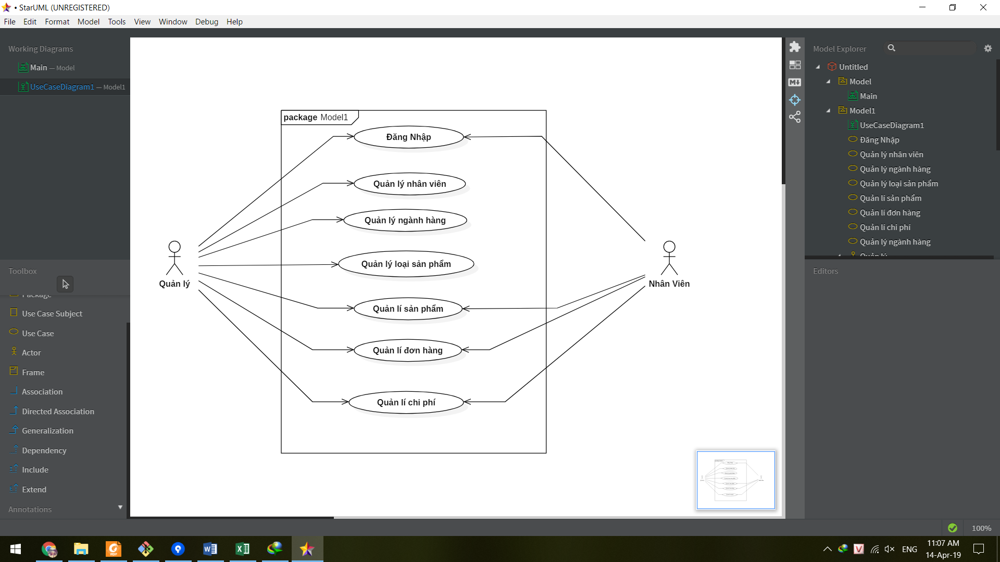 • StarUML (UNREGISTERED)
File Edit Format Model Tools View Window Debug Help
Working Diagrams
Main — Model
UseCaseDiagram1 — Model1
Toolbox
Package
Use Case Subject
Use Case
Actor
Frame
Association
Directed Association
Generalization
Dependency
Include
Extend
Annotations
package Model1
Đăng Nhập
Quản lý nhân viên
Quản lý ngành hàng
Quản lý loại sản phẩm
Quản lí sản phẩm
Quản lí đơn hàng
Quản lí chi phí
Quản lý
Nhân Viên
M
Model Explorer
Untitled
Model
Main
Model1
UseCaseDiagram1
Đăng Nhập
Quản lý nhân viên
Quản lý ngành hàng
Quản lý loại sản phẩm
Quản lí sản phẩm
Quản lí đơn hàng
Quản lí chi phí
Quản lý ngành hàng
Quản lý
Editors
100%
PDF
ENG
11:07 AM
14-Apr-19